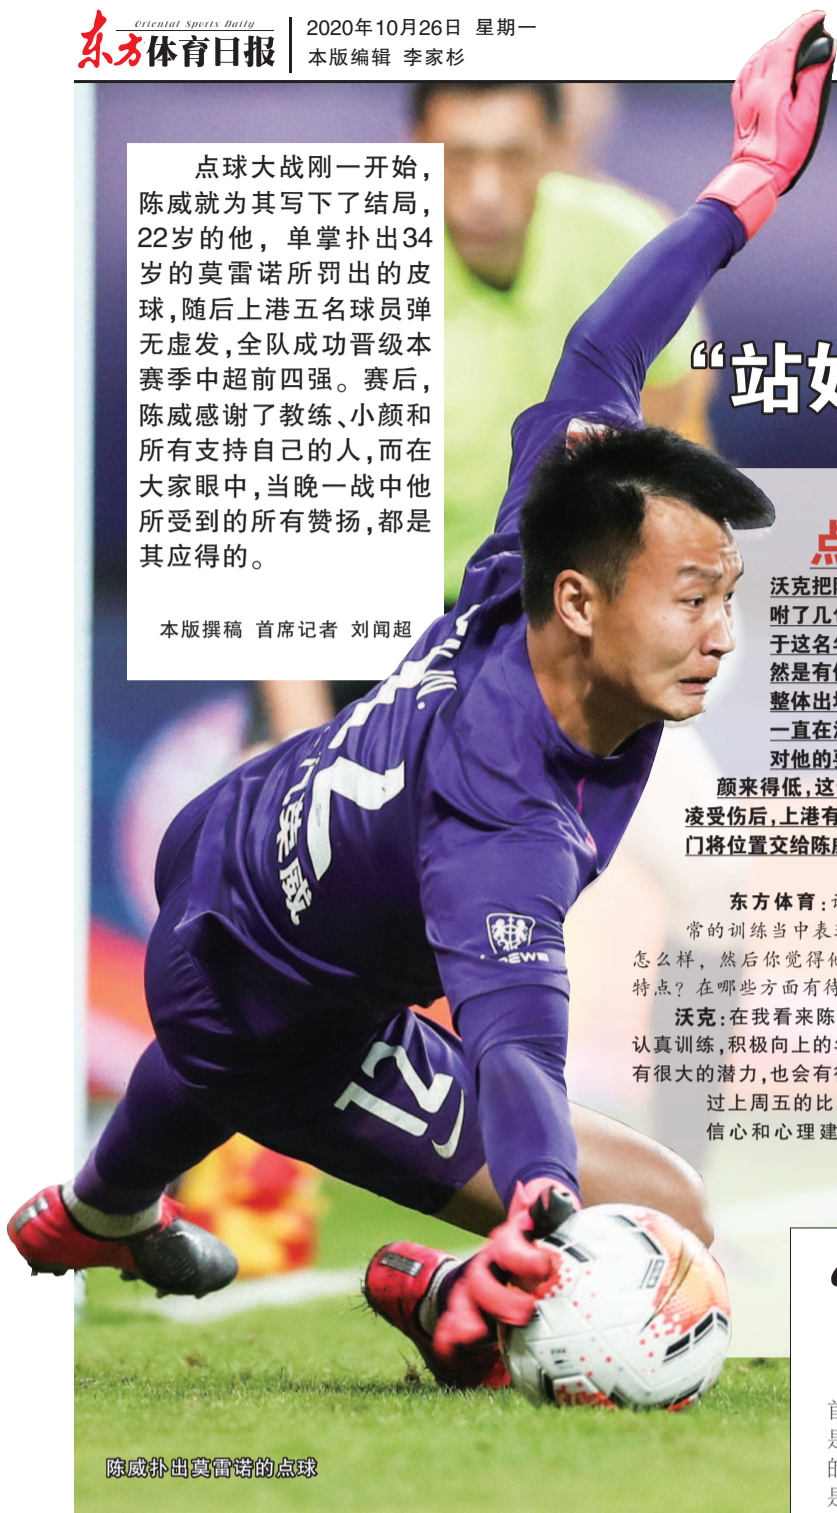 Oriental Sports Daily
东方体育日报
2020年10月26日 星期一
本版编辑 李家杉
点球大战刚一开始，
陈威就为其写下了结局，
22岁的他，单掌扑出34
岁的莫雷诺所罚出的皮
球，随后上港五名球员弹
无虚发，全队成功晋级本
赛季中超前四强。赛后，
陈威感谢了教练、小颜和
所有支持自己的人，而在
大家眼中，当晚一战中他
所受到的所有赞扬，都是
其应得的。
本版撰稿 首席记者 刘闻超
“站好
点
沃克把
咐了几
于这名
然是有
整体出
一直在
对他的
颜来得低，这
凌受伤后，上港有
门将位置交给陈
东方体育：
常的训练当中表
怎么样，然后你觉得
特点？在哪些方面有待
沃克：在我看来陈
认真训练，积极向上的
有很大的潜力，也会有
过上周五的比
信心和心理建
12
12
陈威扑出莫雷诺的点球
首
是
的
是